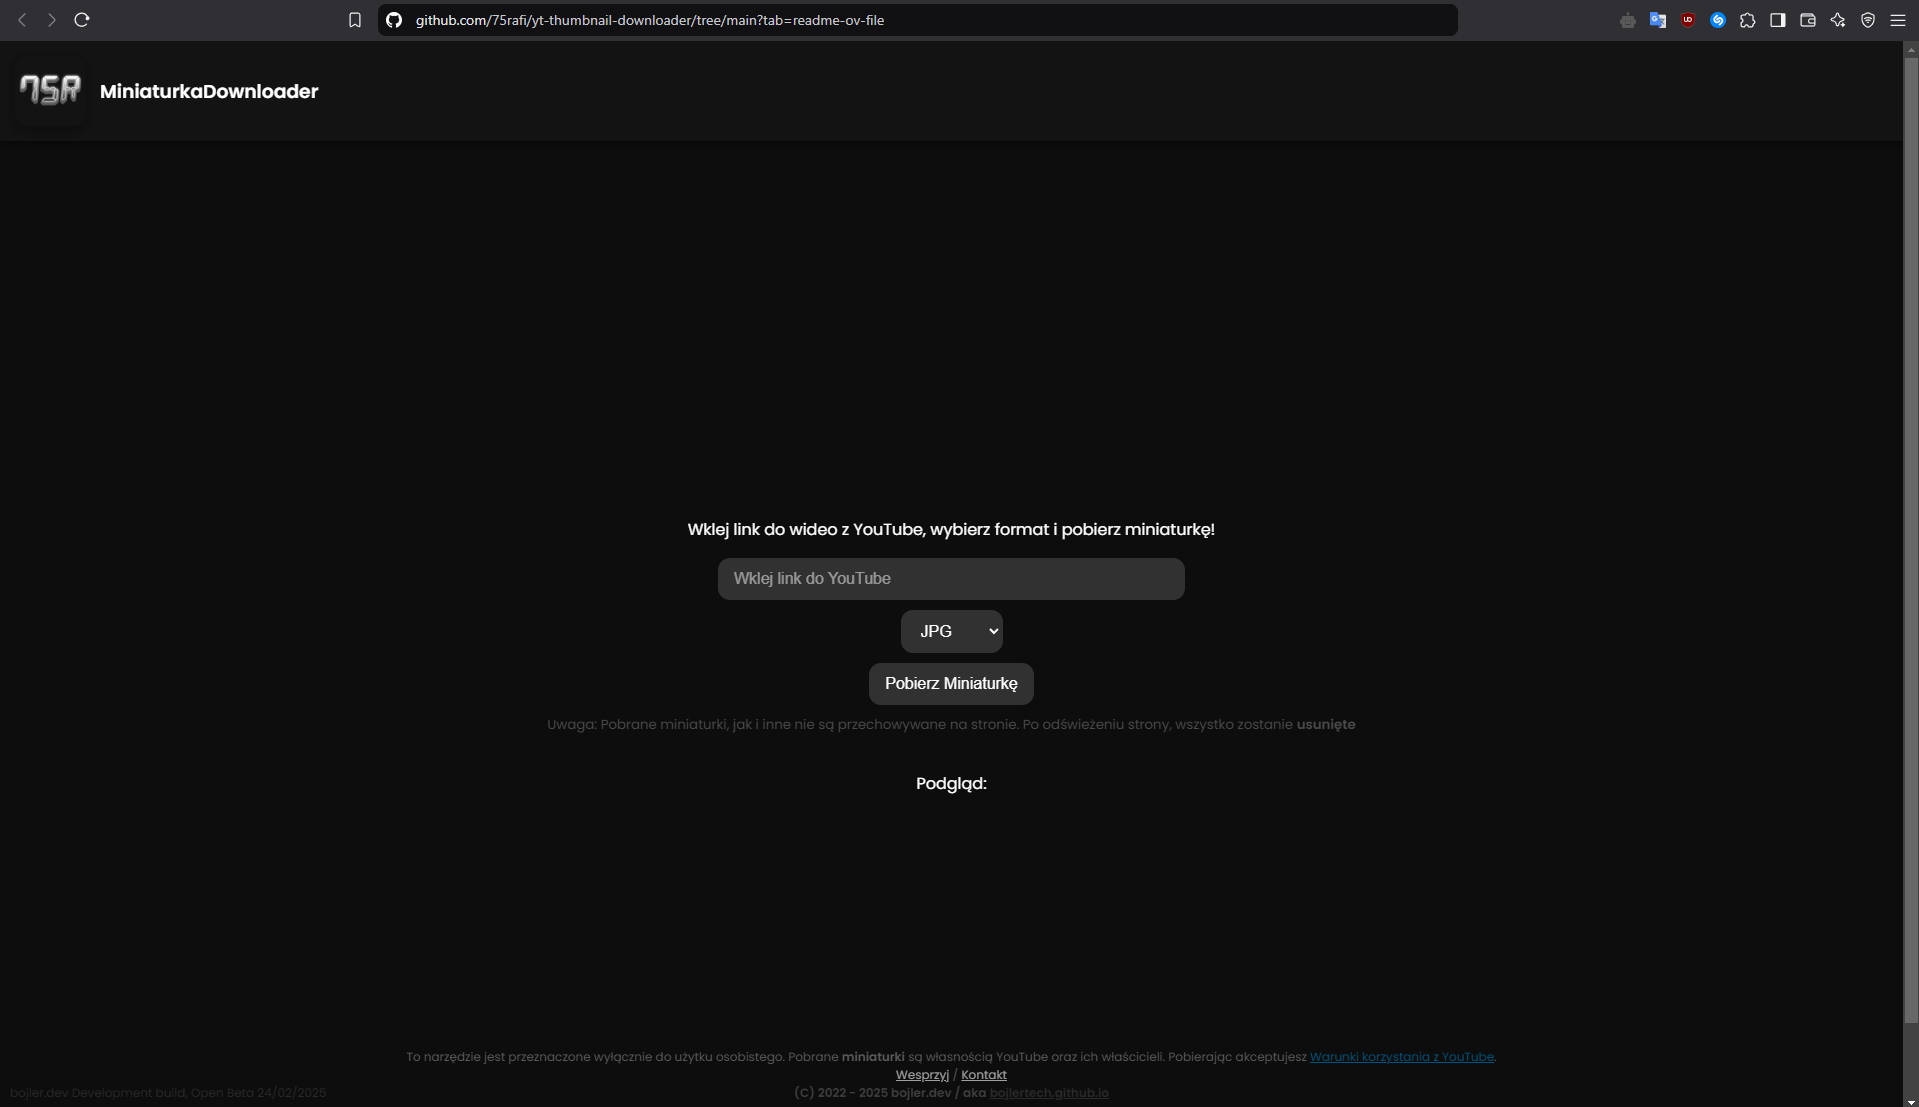 github.com/75rafi/yt-thumbnail-downloader/tree/main?tab=readme-ov-file
75R
MiniaturkaDownloader
Wklej link do wideo z YouTube, wybierz format i pobierz miniaturkę!
Wklej link do YouTube
JPG
Pobierz Miniaturkę
Uwaga: Pobrane miniaturki, jak i inne nie są przechowywane na stronie. Po odświeżeniu strony, wszystko zostanie usunięte
Podgląd:
To narzędzie jest przeznaczone wyłącznie do użytku osobistego. Pobrane miniaturki są własnością YouTube oraz ich właścicieli. Pobierając akceptujesz Warunki korzystania z YouTube.
Wesprzyj / Kontakt
bojler.dev Development build, Open Beta 24/02/2025
(C) 2022 - 2025 bojler.dev / aka bojlertech.github.io